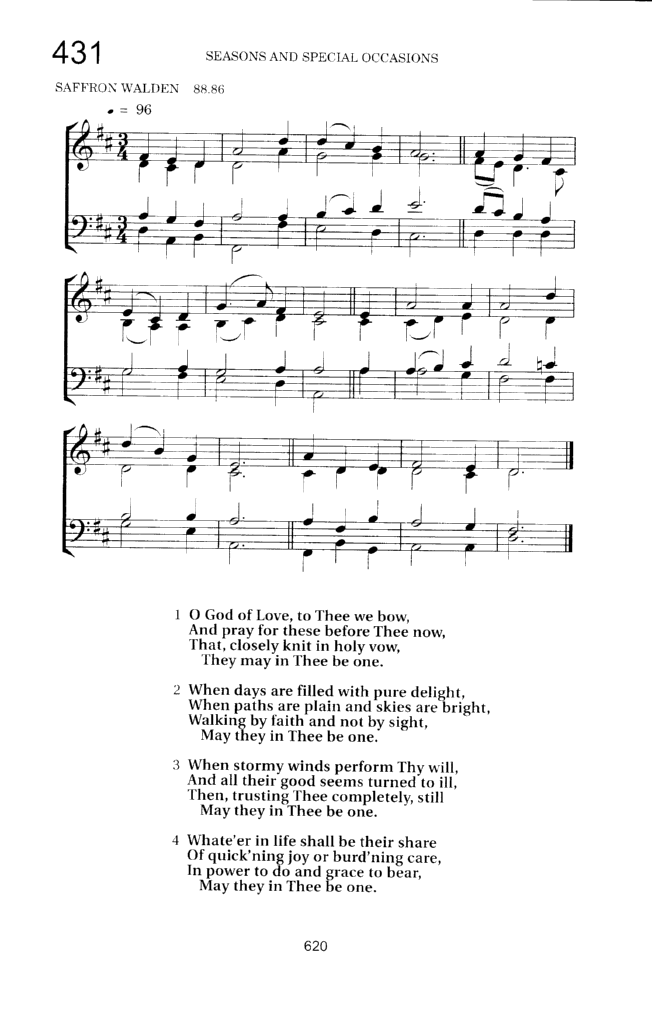 431
SEASONS AND SPECIAL OCCASIONS
SAFFRON WALDEN 88.86
= 96
1 O God of Love, to Thee we bow,
And pray for these before Thee now,
That, closely knit in holy vow,
They may in Thee be one.
2 When days are filled with pure delight,
When paths are plain and skies are bright,
Walking by faith and not by sight,
May they in Thee be one.
3 When stormy winds perform Thy will,
And all their good seems turned to ill,
Then, trusting Thee completely, still
May they in Thee be one.
4 Whate'er in life shall be their share
Of quick'ning joy or burd'ning care,
In power to do and grace to bear,
May they in Thee be one.
620